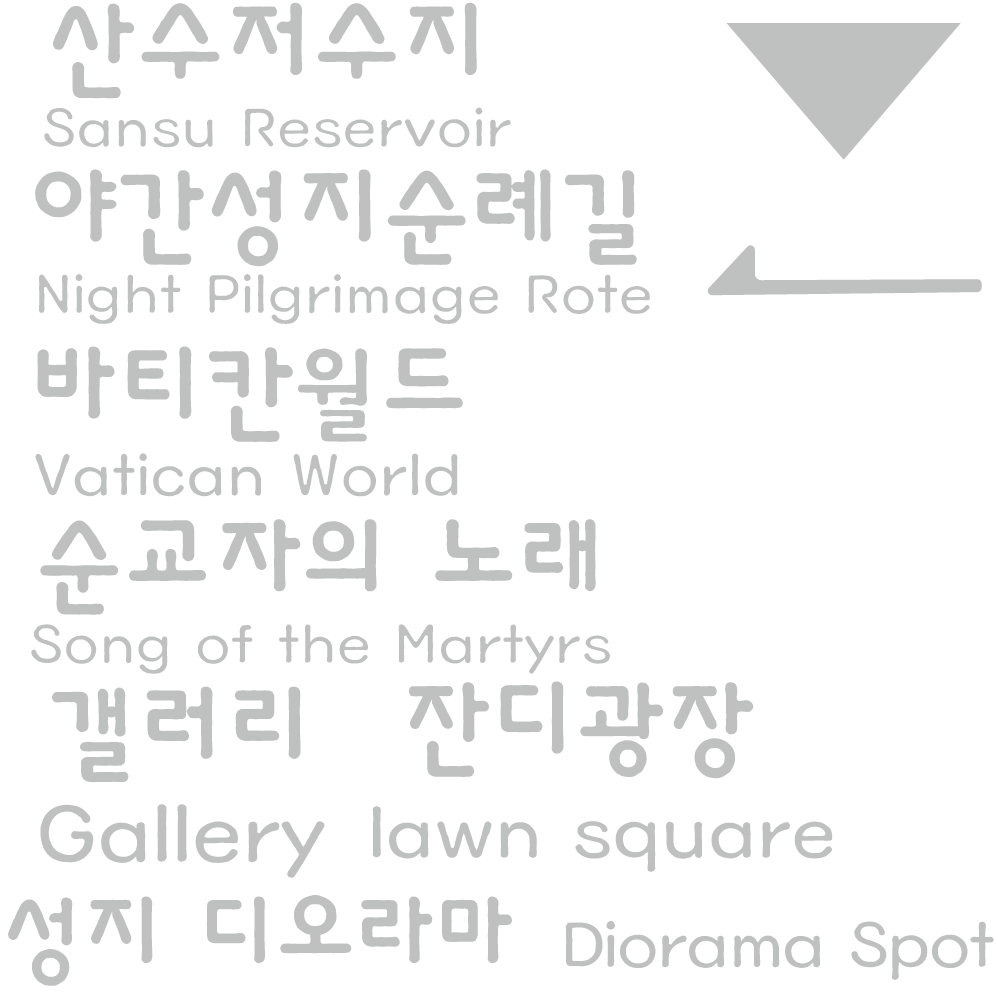 산수저수지
Sansu Reservoir
야간성지순례길
Night Pilgrimage Rote
바티칸월드
Vatican World
순교자의 노래
Song of the Martyrs
갤러리 잔디광장
Gallery lawn square
성지 디오라마 Diorama Spot